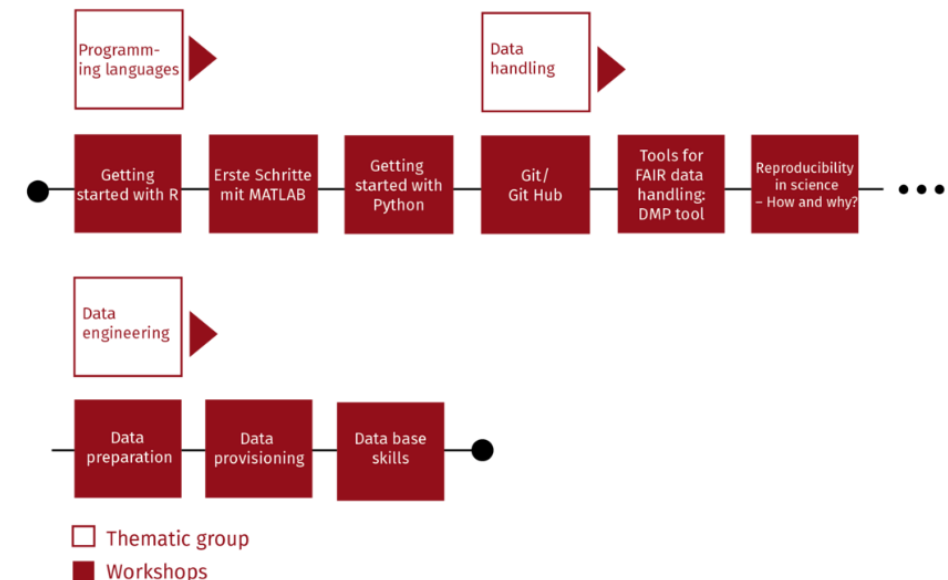 Programm-
ing languages
Data
handling
Getting
started with R
Erste Schritte
mit MATLAB
Getting
started with
Python
Git/
Git Hub
Tools for
FAIR data
handling:
DMP tool
Reproducibility
in science
– How and why?
Data
engineering
Data
preparation
Data
provisioning
Data base
skills
Thematic group
Workshops